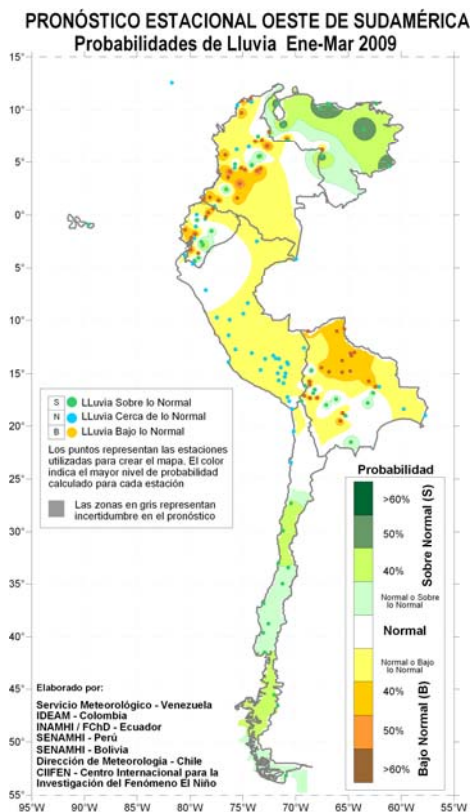 PRONÓSTICO ESTACIONAL OESTE DE SUDAMÉRICA
Probabilidades de Lluvia Ene-Mar 2009
15°
10°
5°
0°
5°
10°
15°
20°
25°
30°
35°
40°
45°
50°
55°
S LLuvia Sobre lo Normal
N LLuvia Cerca de lo Normal
B LLuvia Bajo lo Normal
Los puntos representan las estaciones
utilizadas para crear el mapa. El color
indica el mayor nivel de probabilidad
calculado para cada estación
Las zonas en gris representan
incertidumbre en el pronóstico
Probabilidad
>60%
50%
40%
Sobre Normal (S)
Normal o Sobre
lo Normal
Normal
Normal o Bajo
lo Normal
40%
50%
>60%
Bajo Normal (B)
Elaborado por:
Servicio Meteorológico - Venezuela
IDEAM - Colombia
INAMHI / FChD - Ecuador
SENAMHI - Perú
SENAMHI - Bolivia
Dirección de Meteorologia - Chile
CIIFEN - Centro Internacional para la
Investigación del Fenómeno El Niño
95°W 90°W 85°W 80°W 75°W 70°W 65°W 60°W 55°W